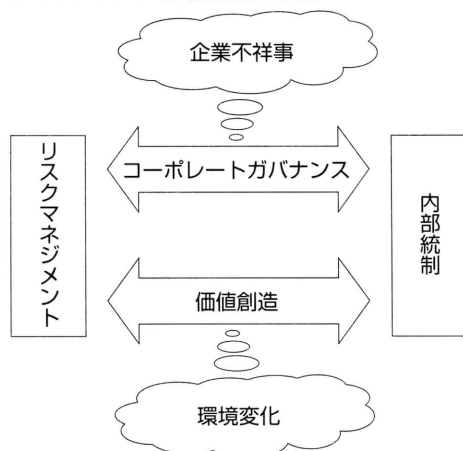 企業不祥事
リスクマネジメント
コーポレートガバナンス
内部統制
価値創造
環境変化